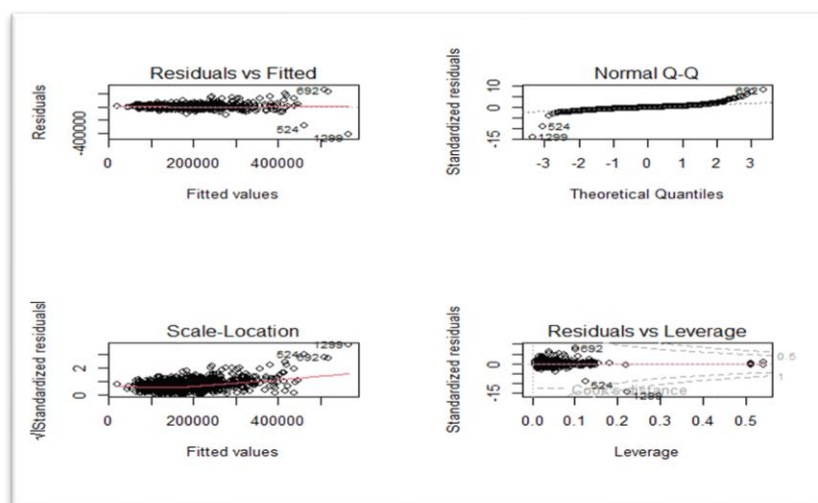 Residuals vs Fitted
Residuals
-400000
692
524
1299
0 200000 400000
Fitted values
Normal Q-Q
Standardized residuals
-15 0 10
692
524
1299
-3 -2 -1 0 1 2 3
Theoretical Quantiles
Scale-Location
√|Standardized residuals|
0 2
1299
524
692
0 200000 400000
Fitted values
Residuals vs Leverage
Standardized residuals
-15 0
692
524
1299
Cook's distance
0.5
1
0.0 0.1 0.2 0.3 0.4 0.5
Leverage